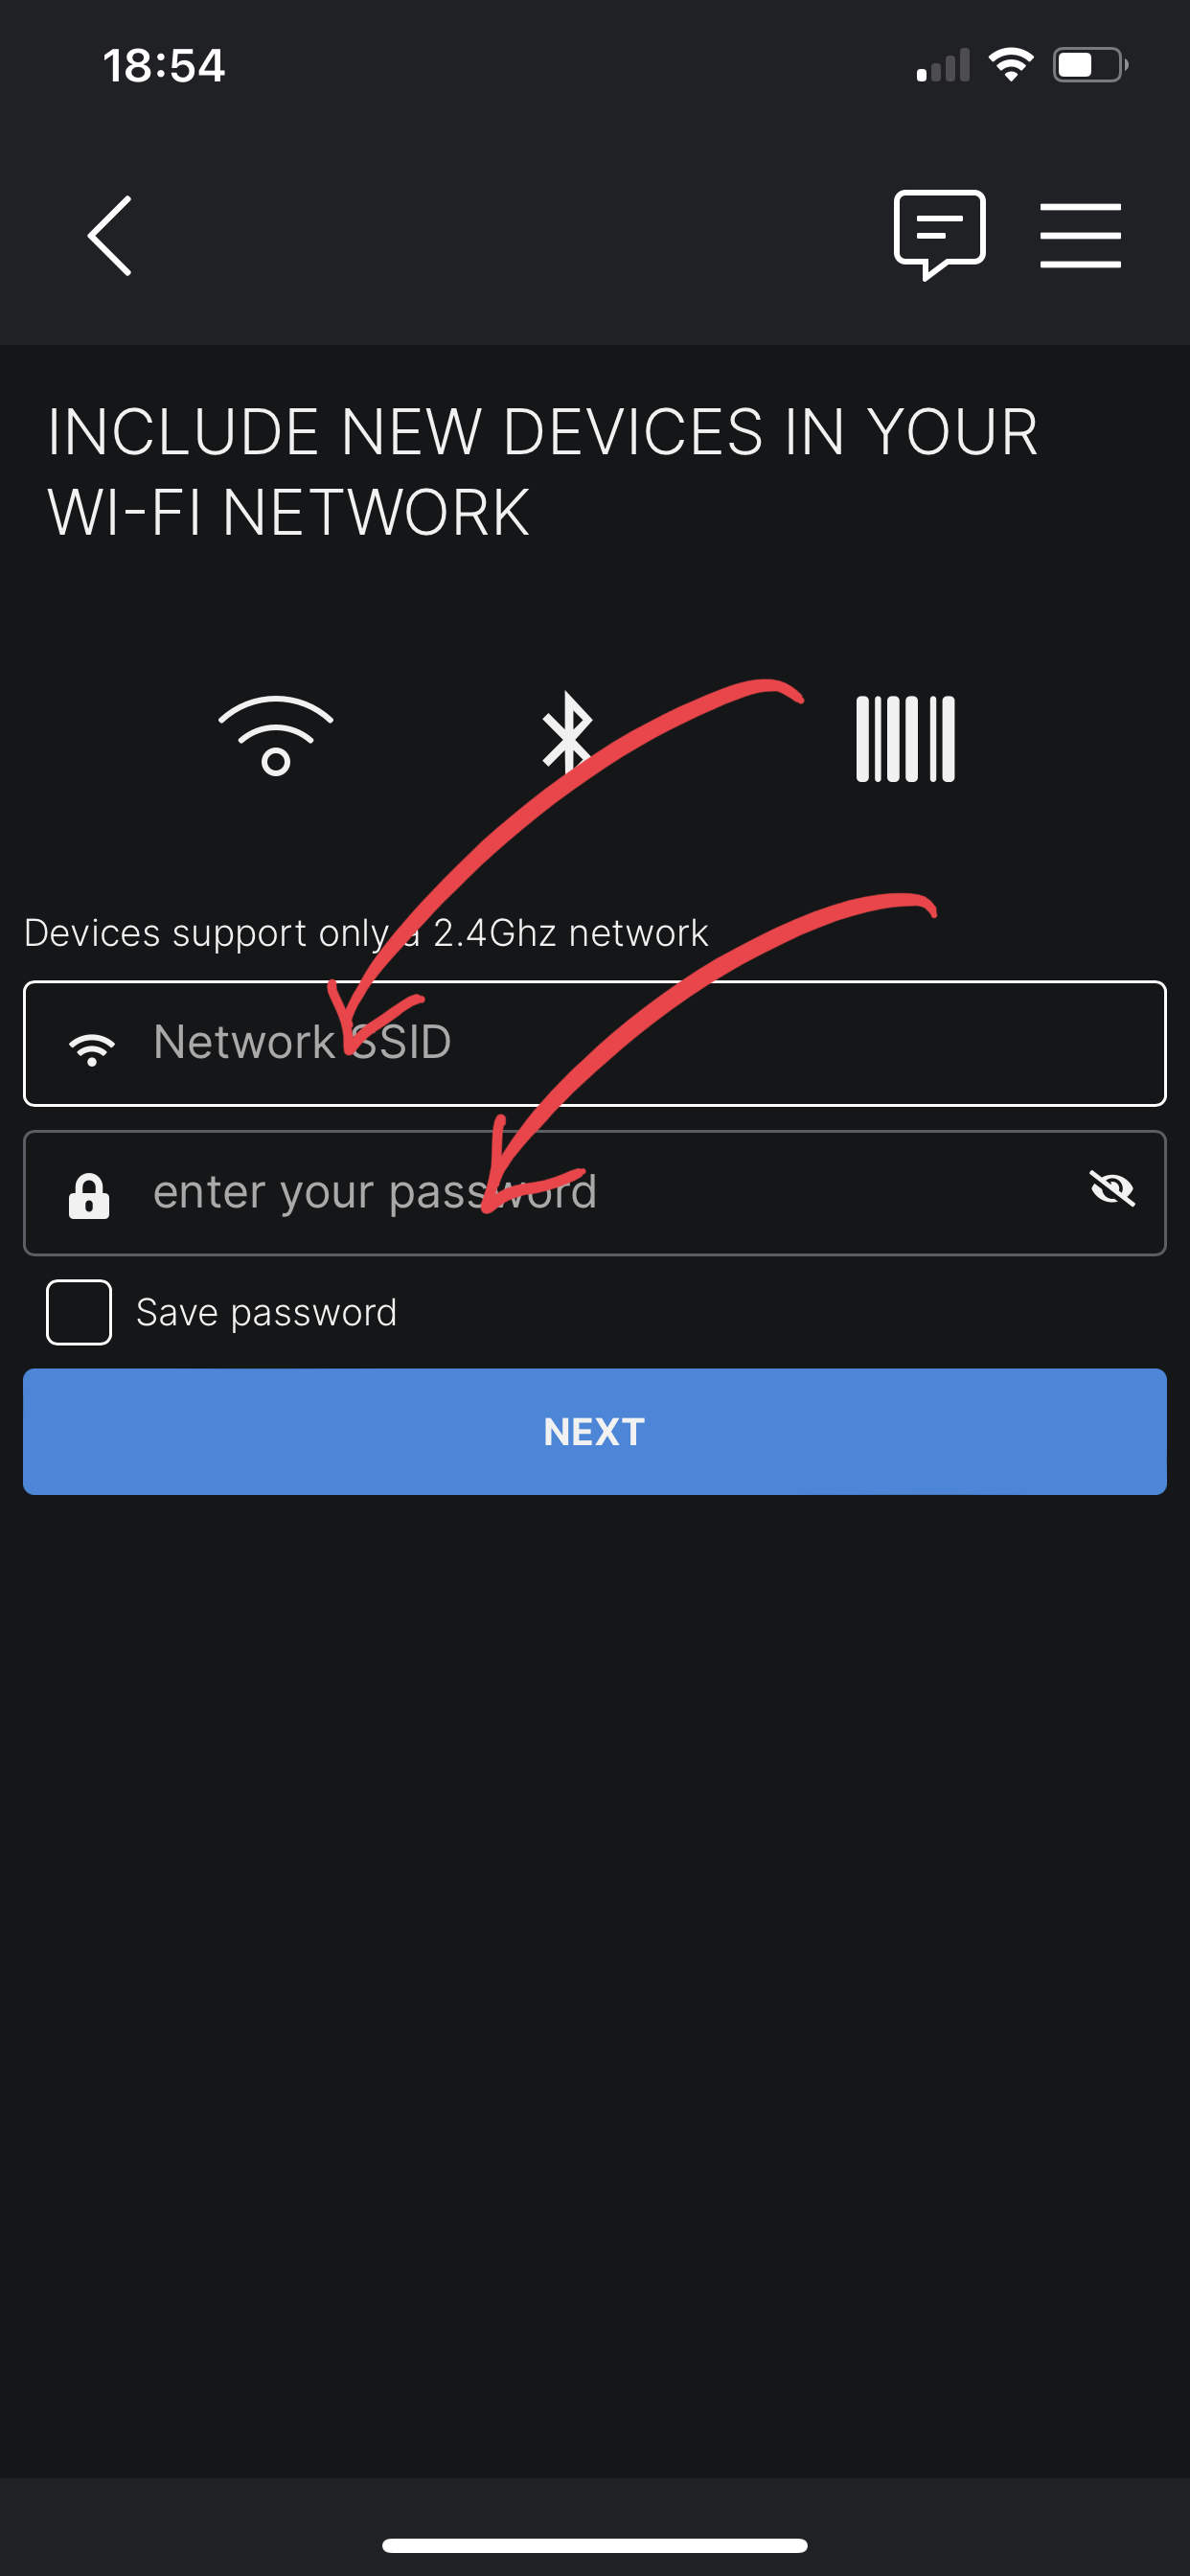 18:54
INCLUDE NEW DEVICES IN YOUR
WI-FI NETWORK
Devices support only a 2.4Ghz network
Network SSID
enter your password
Save password
NEXT